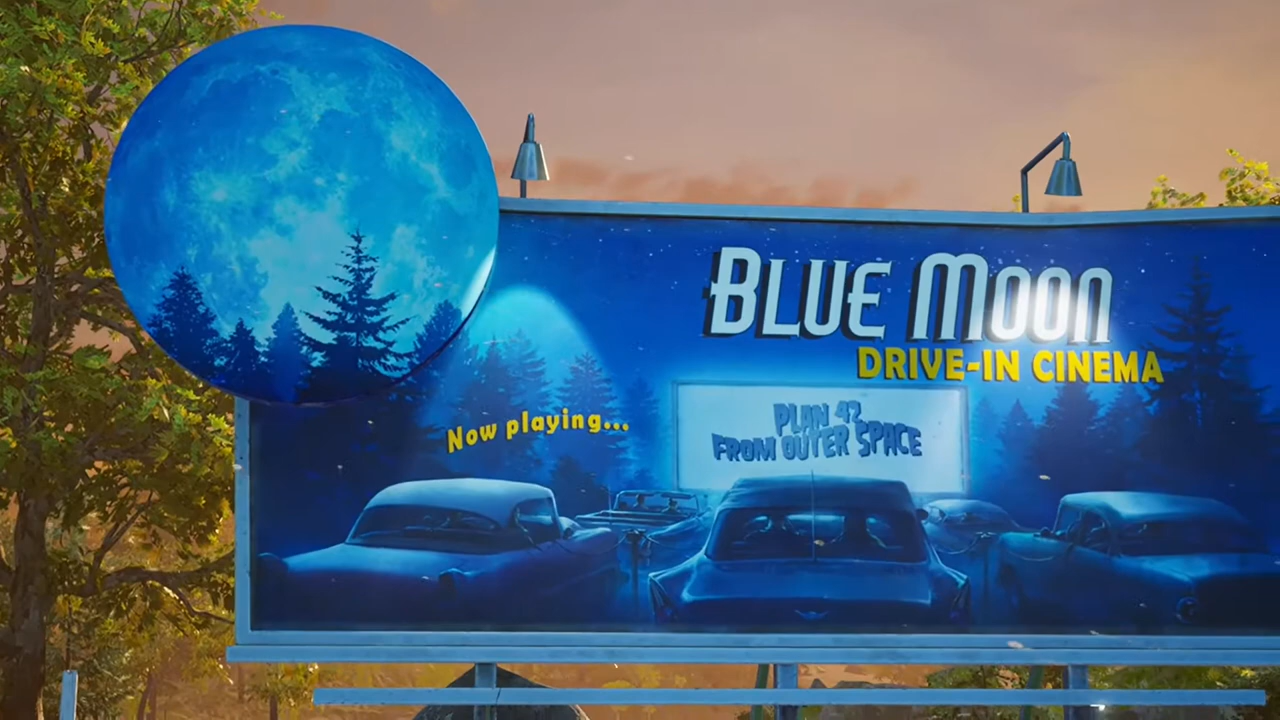 Blue Moon
DRIVE-IN CINEMA
Now playing...
PLAN 42
FROM OUTER SPACE